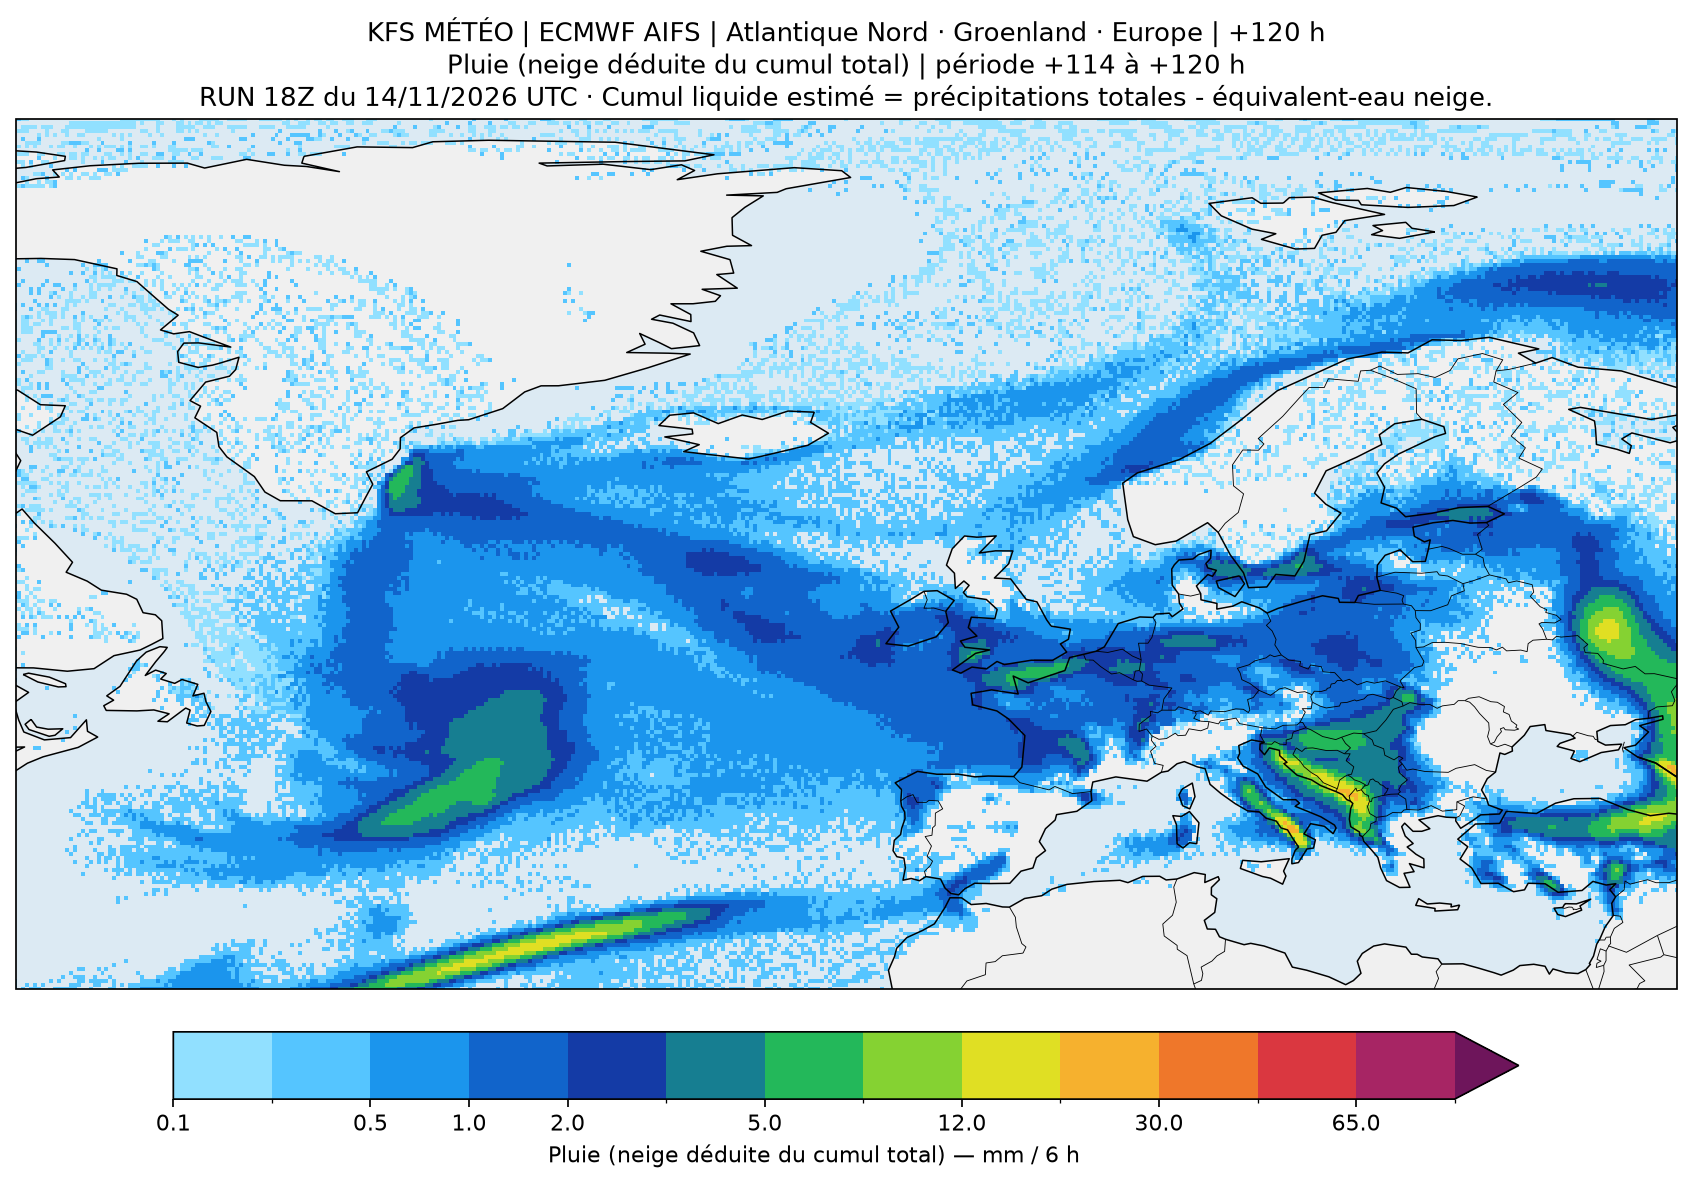 KFS MÉTÉO | ECMWF AIFS | Atlantique Nord · Groenland · Europe | +120 h
Pluie (neige déduite du cumul total) | période +114 à +120 h
RUN 18Z du 14/11/2026 UTC · Cumul liquide estimé = précipitations totales - équivalent-eau neige.
0.1 0.5 1.0 2.0 5.0 12.0 30.0 65.0
Pluie (neige déduite du cumul total) — mm / 6 h